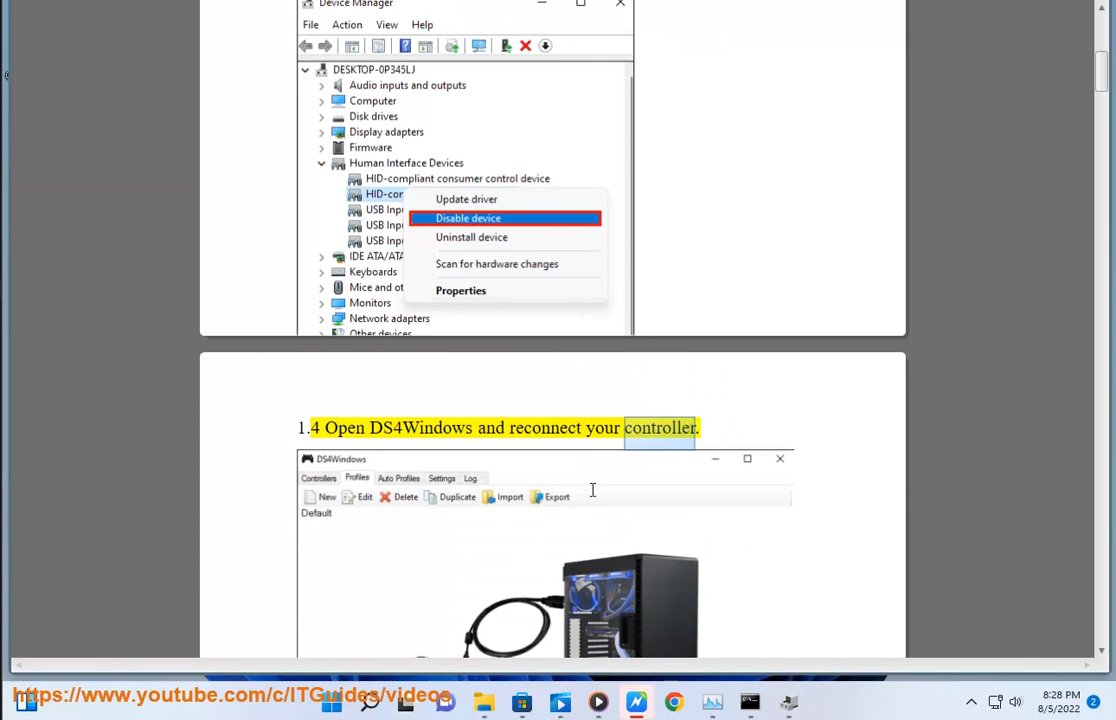 Device Manager
File Action View Help
DESKTOP-0P345LJ
Audio inputs and outputs
Computer
Disk drives
Display adapters
Firmware
Human Interface Devices
HID-compliant consumer control device
HID-con
Update driver
USB Inpu
Disable device
USB Inpu
Uninstall device
USB Inpu
IDE ATA/ATA
Scan for hardware changes
Keyboards
Mice and ot
Properties
Monitors
Network adapters
Other devices
1.4 Open DS4Windows and reconnect your controller.
DS4Windows
Controllers Profiles Auto Profiles Settings Log
New Edit Delete Duplicate Import Export
Default
https://www.youtube.com/c/ITGuides/videos
8:28 PM
8/5/2022
2